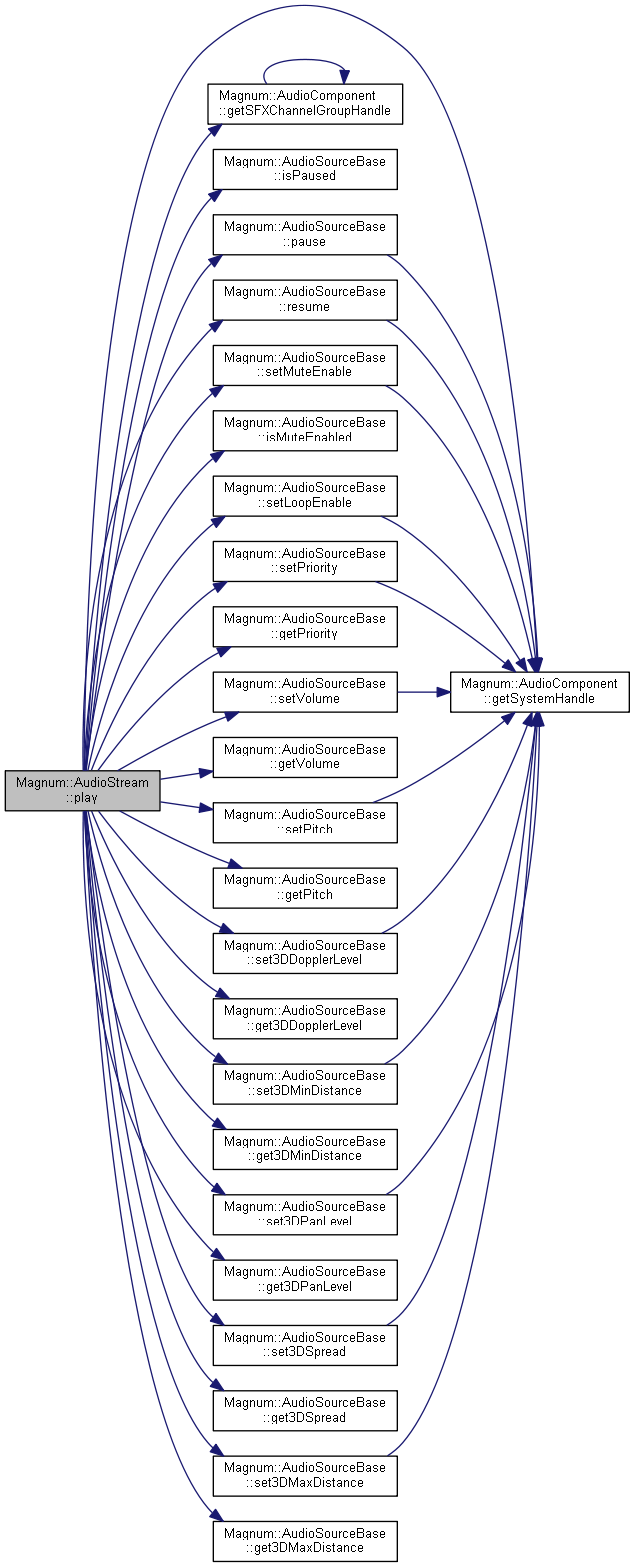 Magnum::AudioComponent
::getSFXChannelGroupHandle
Magnum::AudioSourceBase
::isPaused
Magnum::AudioSourceBase
::pause
Magnum::AudioSourceBase
::resume
Magnum::AudioSourceBase
::setMuteEnable
Magnum::AudioSourceBase
::isMuteEnabled
Magnum::AudioSourceBase
::setLoopEnable
Magnum::AudioSourceBase
::setPriority
Magnum::AudioSourceBase
::getPriority
Magnum::AudioSourceBase
::setVolume
Magnum::AudioComponent
::getSystemHandle
Magnum::AudioSourceBase
::getVolume
Magnum::AudioStream
::play
Magnum::AudioSourceBase
::setPitch
Magnum::AudioSourceBase
::getPitch
Magnum::AudioSourceBase
::set3DDopplerLevel
Magnum::AudioSourceBase
::get3DDopplerLevel
Magnum::AudioSourceBase
::set3DMinDistance
Magnum::AudioSourceBase
::get3DMinDistance
Magnum::AudioSourceBase
::set3DPanLevel
Magnum::AudioSourceBase
::get3DPanLevel
Magnum::AudioSourceBase
::set3DSpread
Magnum::AudioSourceBase
::get3DSpread
Magnum::AudioSourceBase
::set3DMaxDistance
Magnum::AudioSourceBase
::get3DMaxDistance